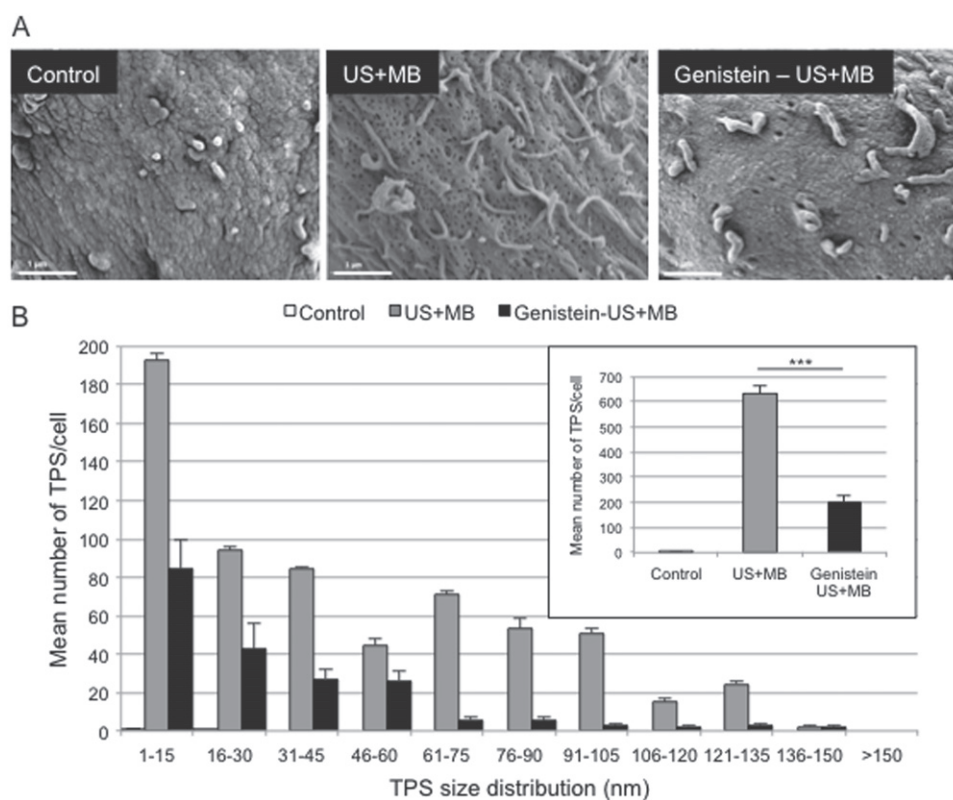 A
Control
US+MB
Genistein – US+MB
1 µm
1 µm
B
Control US+MB Genistein-US+MB
Mean number of TPS/cell
200
180
160
140
120
100
80
60
40
20
0
1-15 16-30 31-45 46-60 61-75 76-90 91-105 106-120 121-135 136-150 >150
TPS size distribution (nm)
***
Mean number of TPS/cell
700
600
500
400
300
200
100
0
Control US+MB Genistein
US+MB